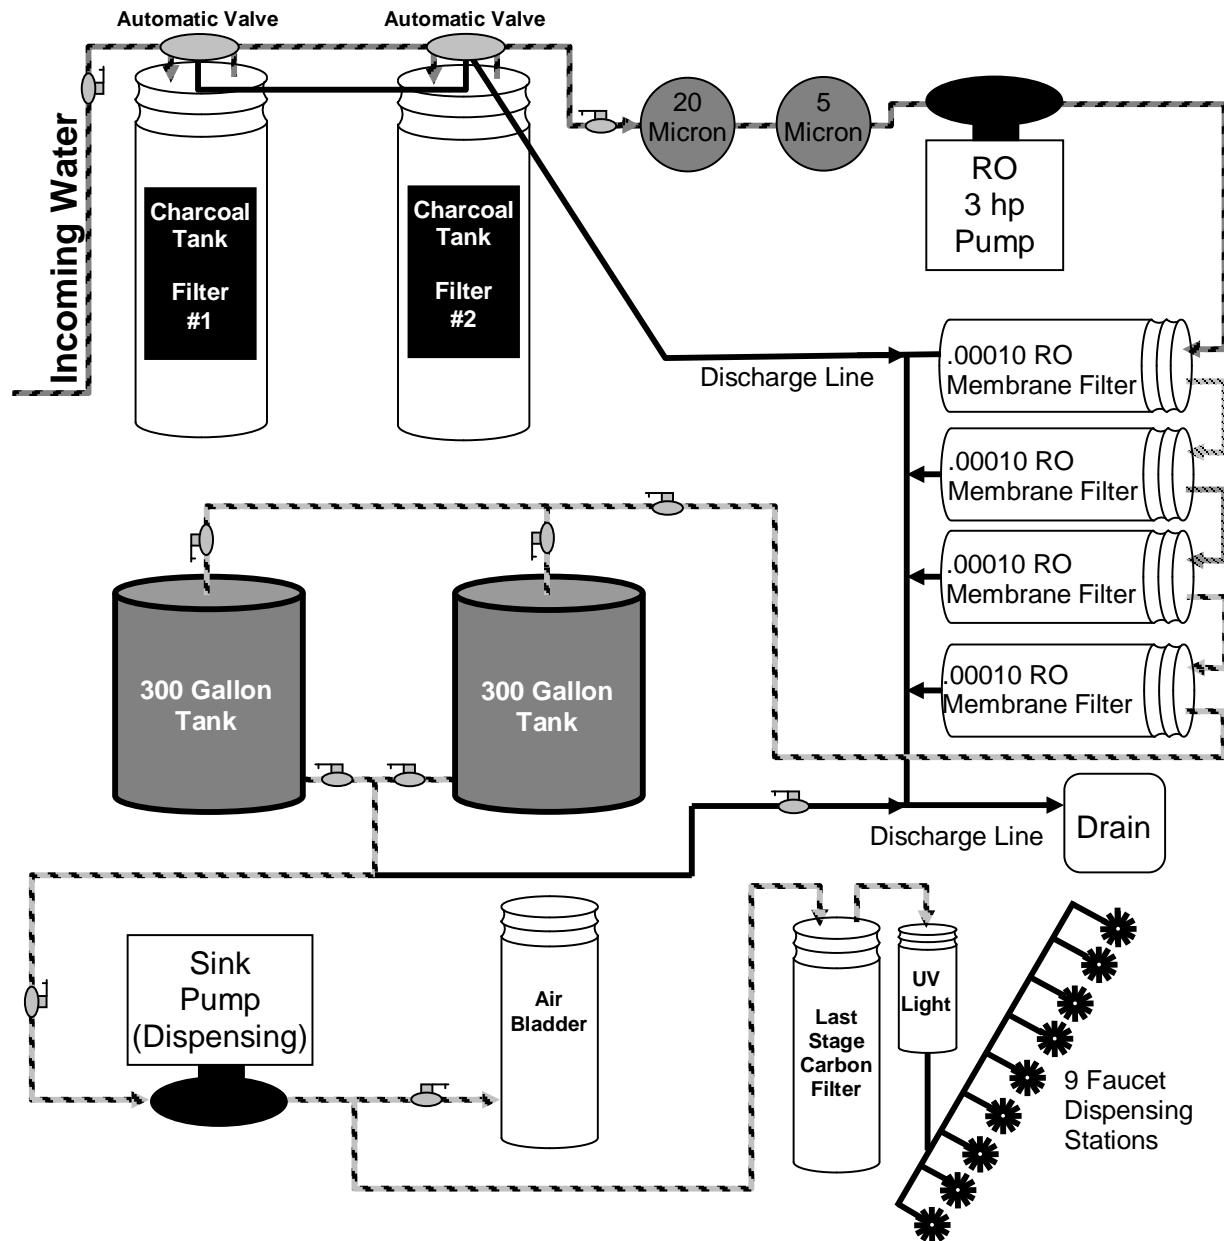 Automatic Valve
Automatic Valve
Incoming Water
Charcoal
Tank
Filter
#1
Charcoal
Tank
Filter
#2
20
Micron
5
Micron
RO
3 hp
Pump
Discharge Line
.00010 RO
Membrane Filter
.00010 RO
Membrane Filter
.00010 RO
Membrane Filter
.00010 RO
Membrane Filter
300 Gallon
Tank
300 Gallon
Tank
Discharge Line
Drain
Sink
Pump
(Dispensing)
Air
Bladder
Last
Stage
Carbon
Filter
UV
Light
9 Faucet
Dispensing
Stations